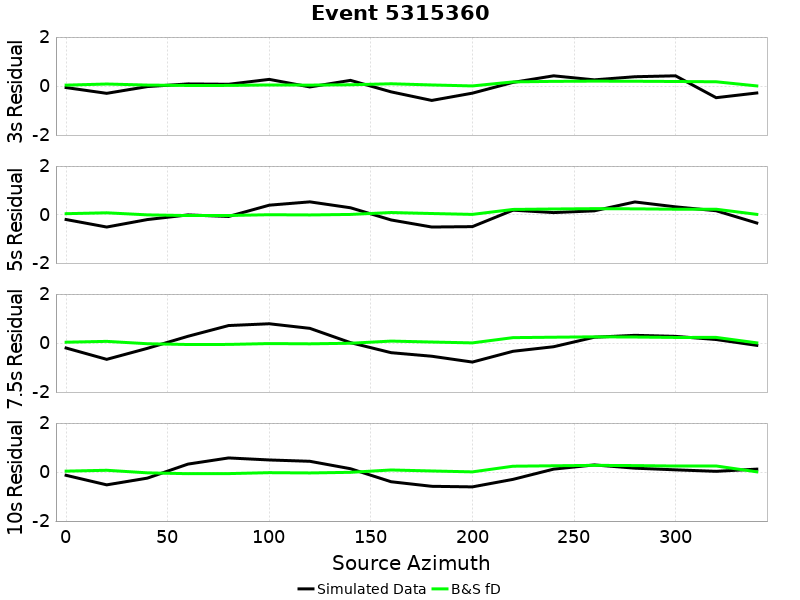 Event 5315360
3s Residual
2
0
-2
5s Residual
2
0
-2
7.5s Residual
2
0
-2
10s Residual
2
0
-2
0 50 100 150 200 250 300
Source Azimuth
Simulated Data B&S fD